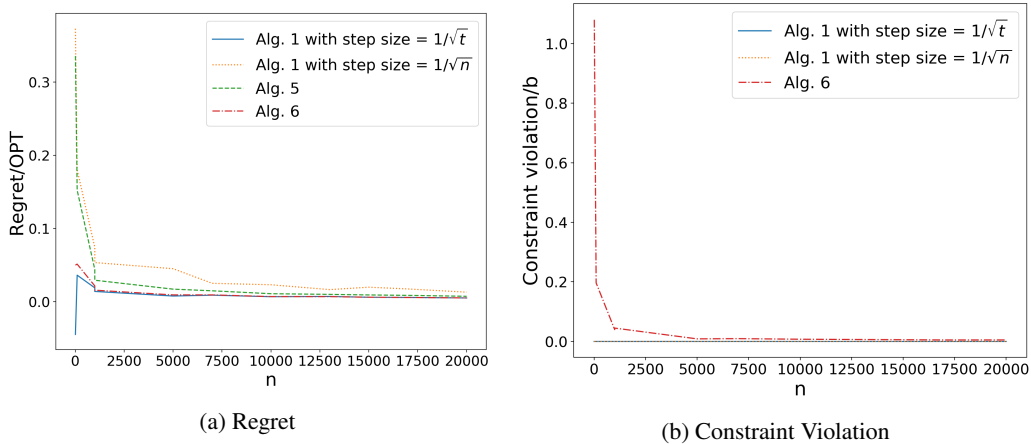 Regret/OPT
0.3
0.2
0.1
0.0
Alg. 1 with step size = 1/√t
Alg. 1 with step size = 1/√n
Alg. 5
Alg. 6
0 2500 5000 7500 10000 12500 15000 17500 20000
n
(a) Regret
Constraint violation/b
1.0
0.8
0.6
0.4
0.2
0.0
Alg. 1 with step size = 1/√t
Alg. 1 with step size = 1/√n
Alg. 6
0 2500 5000 7500 10000 12500 15000 17500 20000
n
(b) Constraint Violation